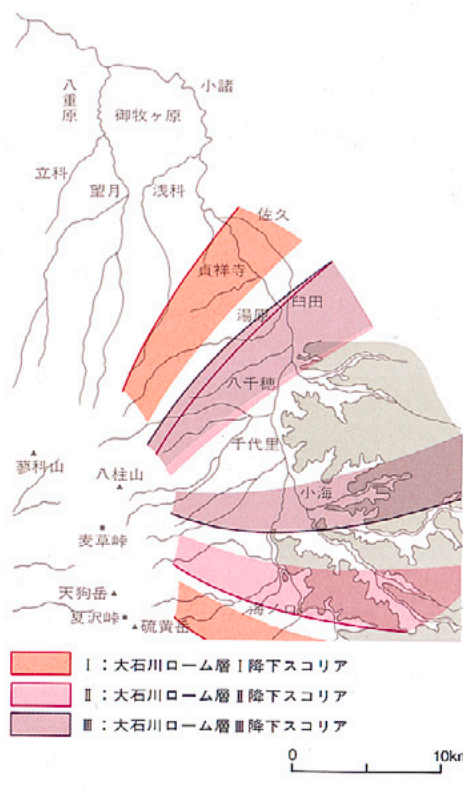 八重原
小諸
御牧ヶ原
立科
望月
浅科
佐久
貞祥寺
湯原
臼田
八千穂
千代里
蓼科山
八柱山
小海
麦草峠
天狗岳
海ノ口
夏沢峠
硫黄岳
Ⅰ：大石川ローム層Ⅰ降下スコリア
Ⅱ：大石川ローム層Ⅱ降下スコリア
Ⅲ：大石川ローム層Ⅲ降下スコリア
0 10km